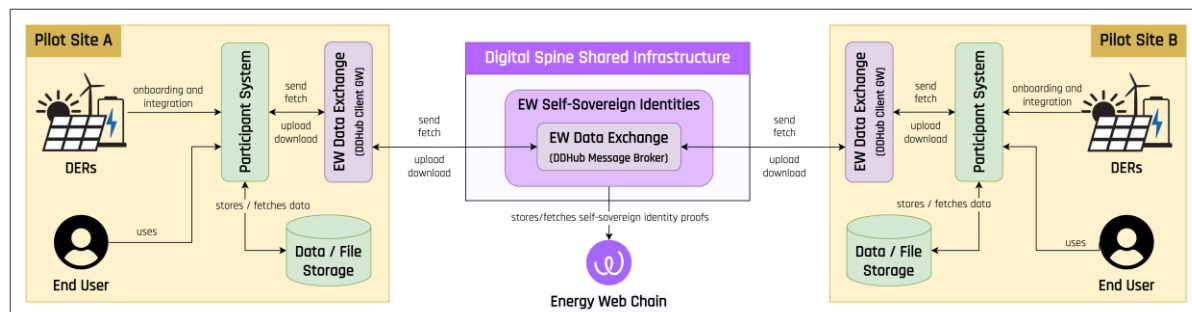 Pilot Site A
onboarding and
integration
DERs
uses
End User
Participant System
send
fetch
upload
download
EW Data Exchange
(DDHub Client GW)
stores / fetches data
Data / File
Storage
send
fetch
upload
download
Digital Spine Shared Infrastructure
EW Self-Sovereign Identities
EW Data Exchange
(DDHub Message Broker)
stores/fetches self-sovereign identity proofs
Energy Web Chain
send
fetch
upload
download
Pilot Site B
EW Data Exchange
(DDHub Client GW)
send
fetch
upload
download
Participant System
onboarding and
integration
DERs
stores / fetches data
Data / File
Storage
uses
End User